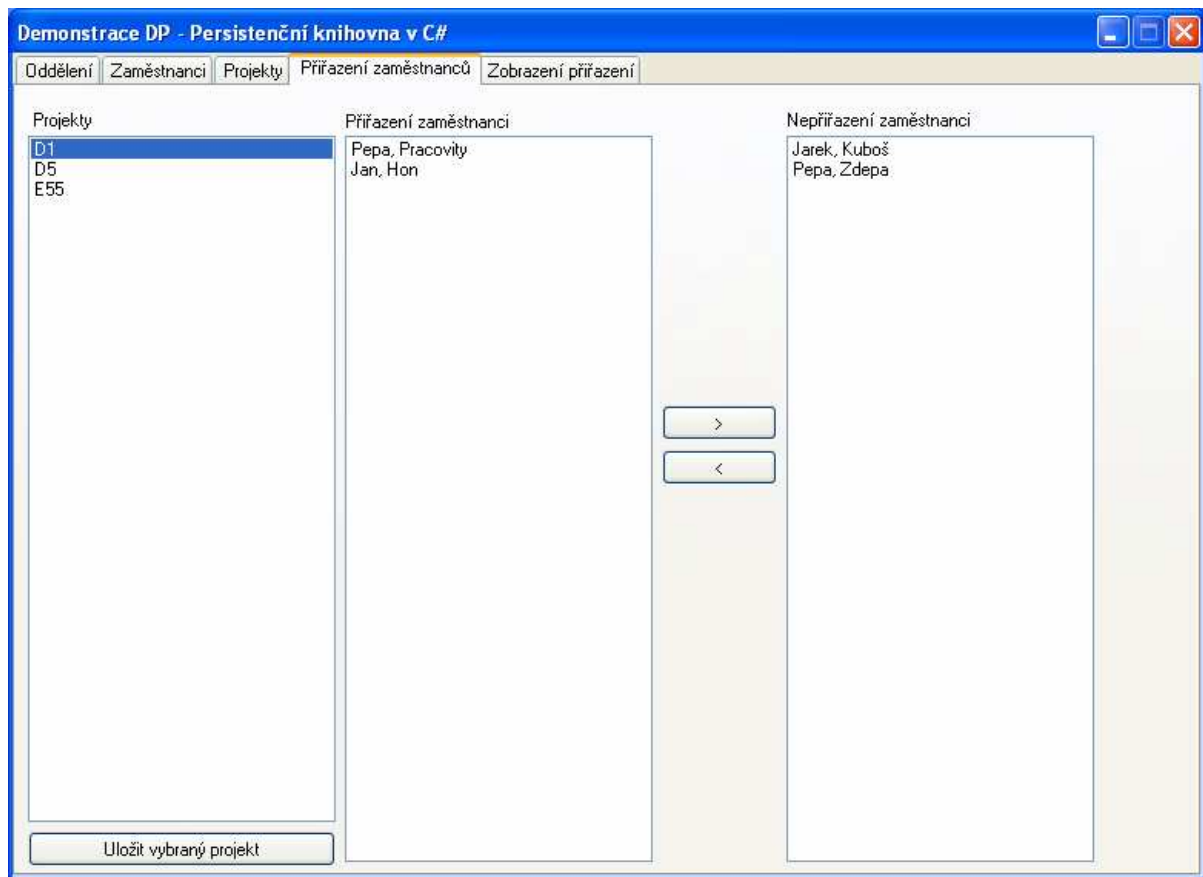 Demonstrace DP - Persistenční knihovna v C#
Oddělení Zaměstnanci Projekty Přiřazení zaměstnanců Zobrazení přiřazení
Projekty
D1
D5
E55
Uložit vybraný projekt
Přiřazení zaměstnanci
Pepa, Pracovity
Jan, Hon
>
<
Nepřiřazení zaměstnanci
Jarek, Kuboš
Pepa, Zdepa